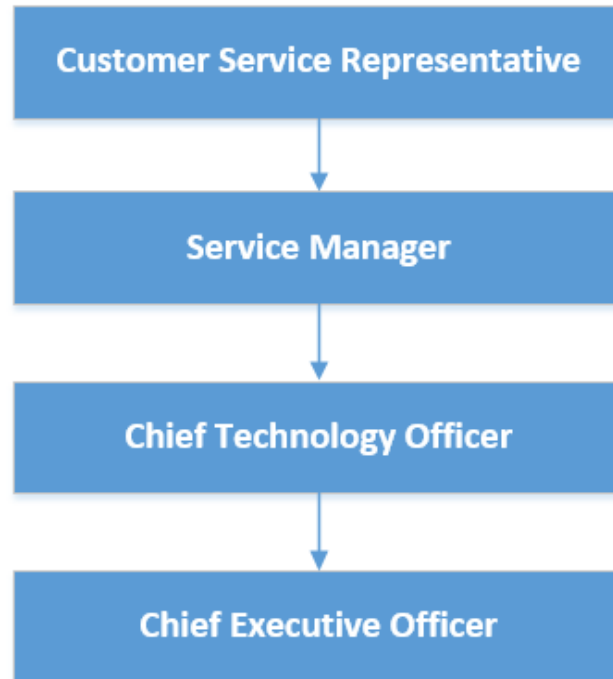 Customer Service Representative
Service Manager
Chief Technology Officer
Chief Executive Officer